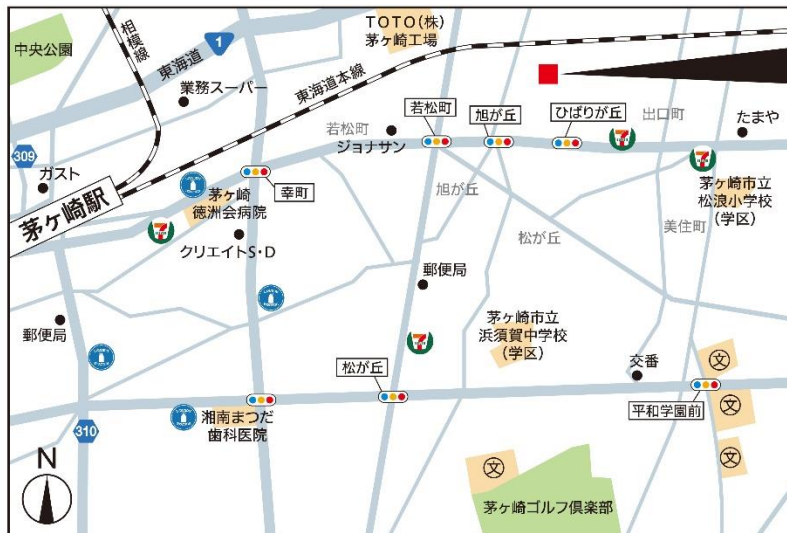 中央公園
相模線
東海道
1
TOTO(株)
茅ヶ崎工場
業務スーパー
東海道本線
若松町
ジョナサン
若松町
旭が丘
ひばりが丘
出口町
たまや
309
ガスト
茅ヶ崎駅
幸町
茅ヶ崎
徳洲会病院
クリエイトS・D
旭が丘
松が丘
茅ヶ崎市立
松浪小学校
(学区)
美住町
郵便局
郵便局
茅ヶ崎市立
浜須賀中学校
(学区)
松が丘
交番
平和学園前
湘南まつだ
歯科医院
310
N
文
文
文
文
茅ヶ崎ゴルフ倶楽部